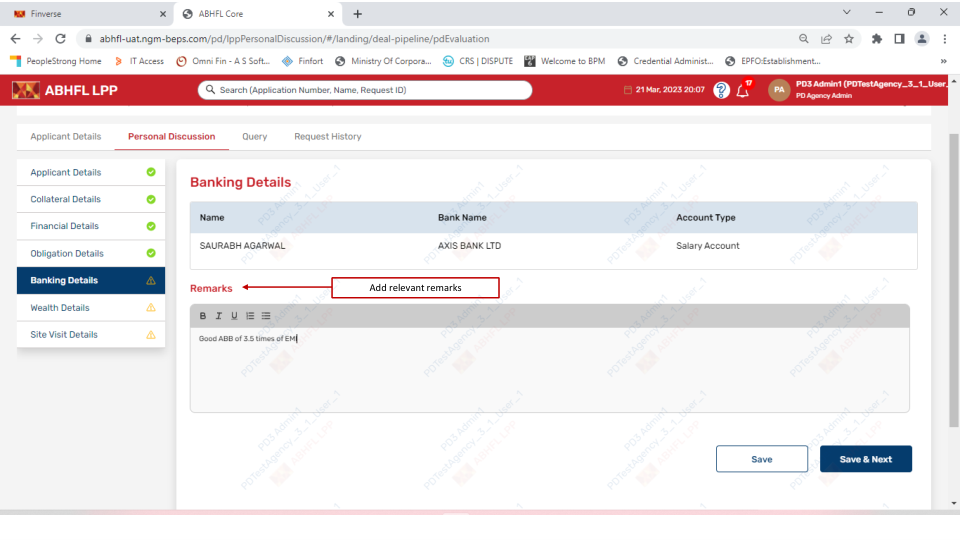 Finverse
ABHFL Core
abhfl-uat.ngm-beps.com/pd/lppPersonalDiscussion/#/landing/deal-pipeline/pdEvaluation
PeopleStrong Home IT Access Omni Fin - A S Soft... Finfort Ministry Of Corpora... CRS | DISPUTE Welcome to BPM Credential Administ... EPFO:Establishment... »
ABHFL LPP
Search (Application Number, Name, Request ID)
21 Mar, 2023 20:07
PA
PD3 Admin1 (PDTestAgency_3_1_User_
PD Agency Admin
Applicant Details Personal Discussion Query Request History
Applicant Details
Collateral Details
Financial Details
Obligation Details
Banking Details
Wealth Details
Site Visit Details
Banking Details
Name Bank Name Account Type
SAURABH AGARWAL AXIS BANK LTD Salary Account
Remarks
Add relevant remarks
B I U
Good ABB of 3.5 times of EMI
Save Save & Next
PD3 Admin1
PDTestAgency_3_1_User_1
ABHFL LPP